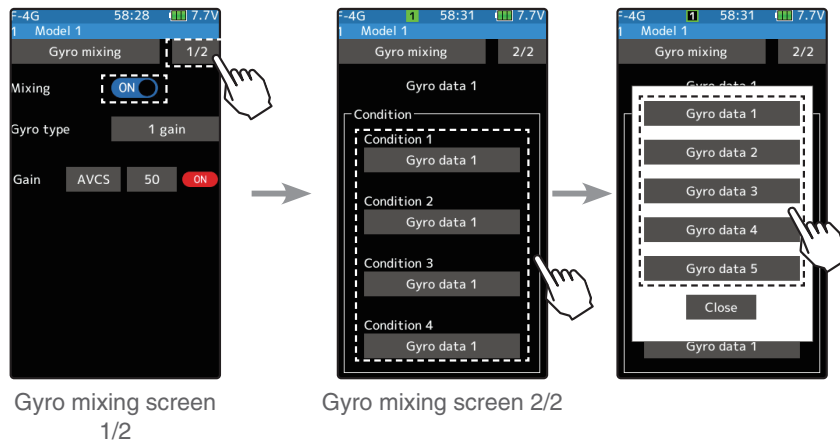 F-4G 58:28 7.7V
1 Model 1
Gyro mixing 1/2
Mixing ON
Gyro type 1 gain
Gain AVCS 50 ON
Gyro mixing screen
1/2
-4G 1 58:31 7.7V
1 Model 1
Gyro mixing 2/2
Gyro data 1
Condition
Condition 1
Gyro data 1
Condition 2
Gyro data 1
Condition 3
Gyro data 1
Condition 4
Gyro data 1
Gyro mixing screen 2/2
-4G 1 58:31 7.7V
1 Model 1
Gyro mixing 2/2
Gyro data 1
Gyro data 1
Gyro data 2
Gyro data 3
Gyro data 4
Gyro data 5
Close
Gyro data 1